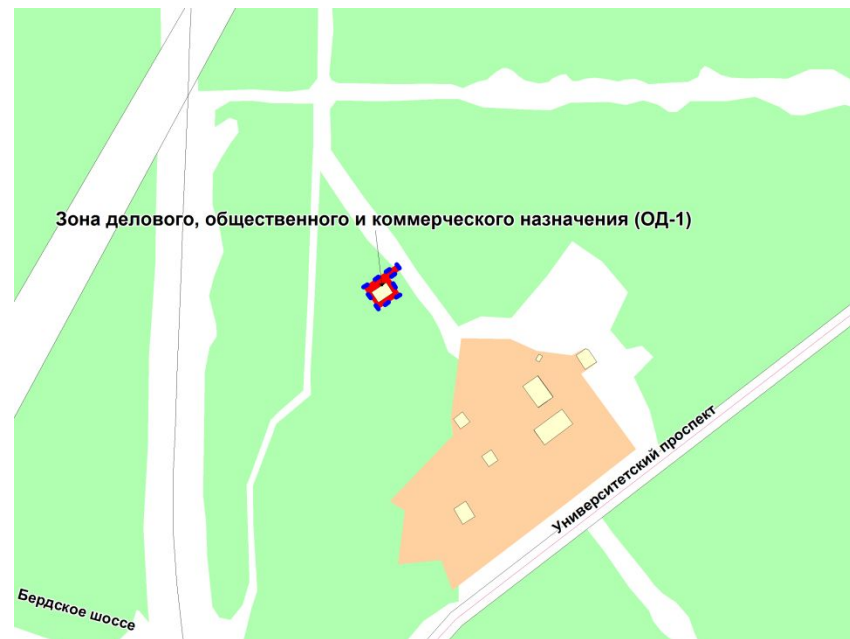 Зона делового, общественного и коммерческого назначения (ОД-1)
Университетский проспект
Бердское шоссе